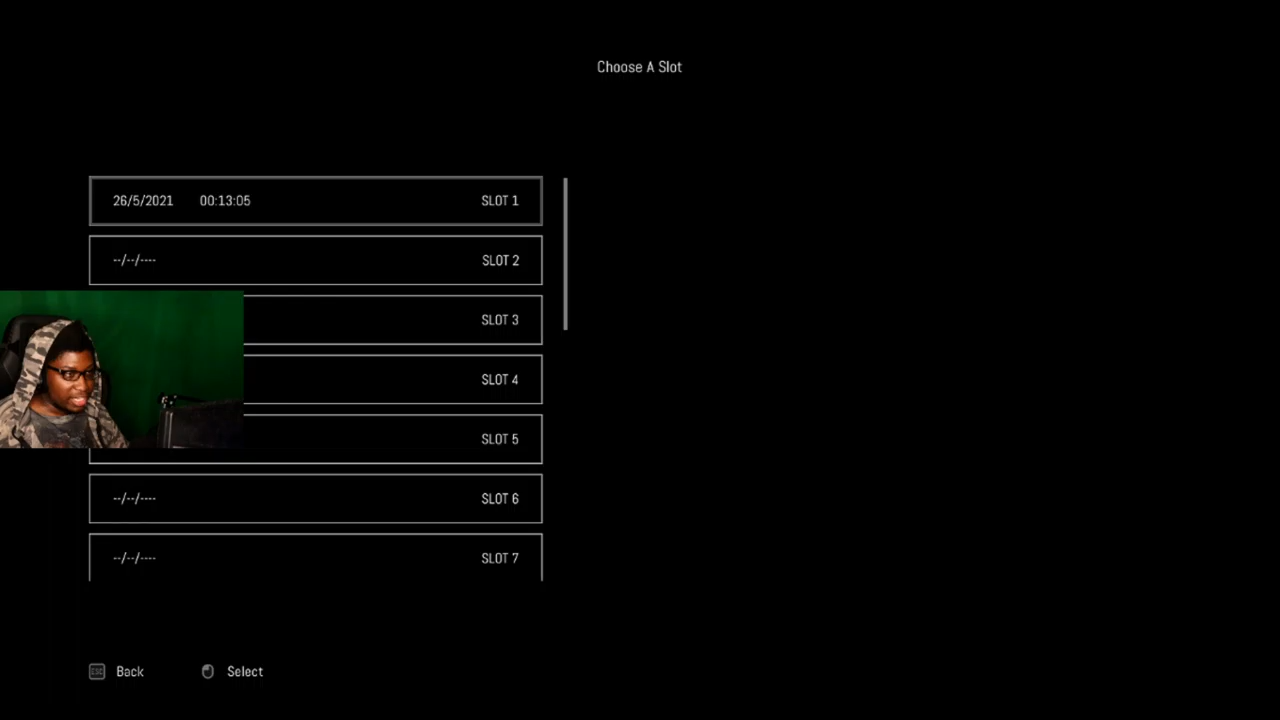 Choose A Slot
26/5/2021 00:13:05 SLOT 1
--/--/---- SLOT 2
SLOT 3
SLOT 4
SLOT 5
--/--/---- SLOT 6
--/--/---- SLOT 7
ESC Back Select